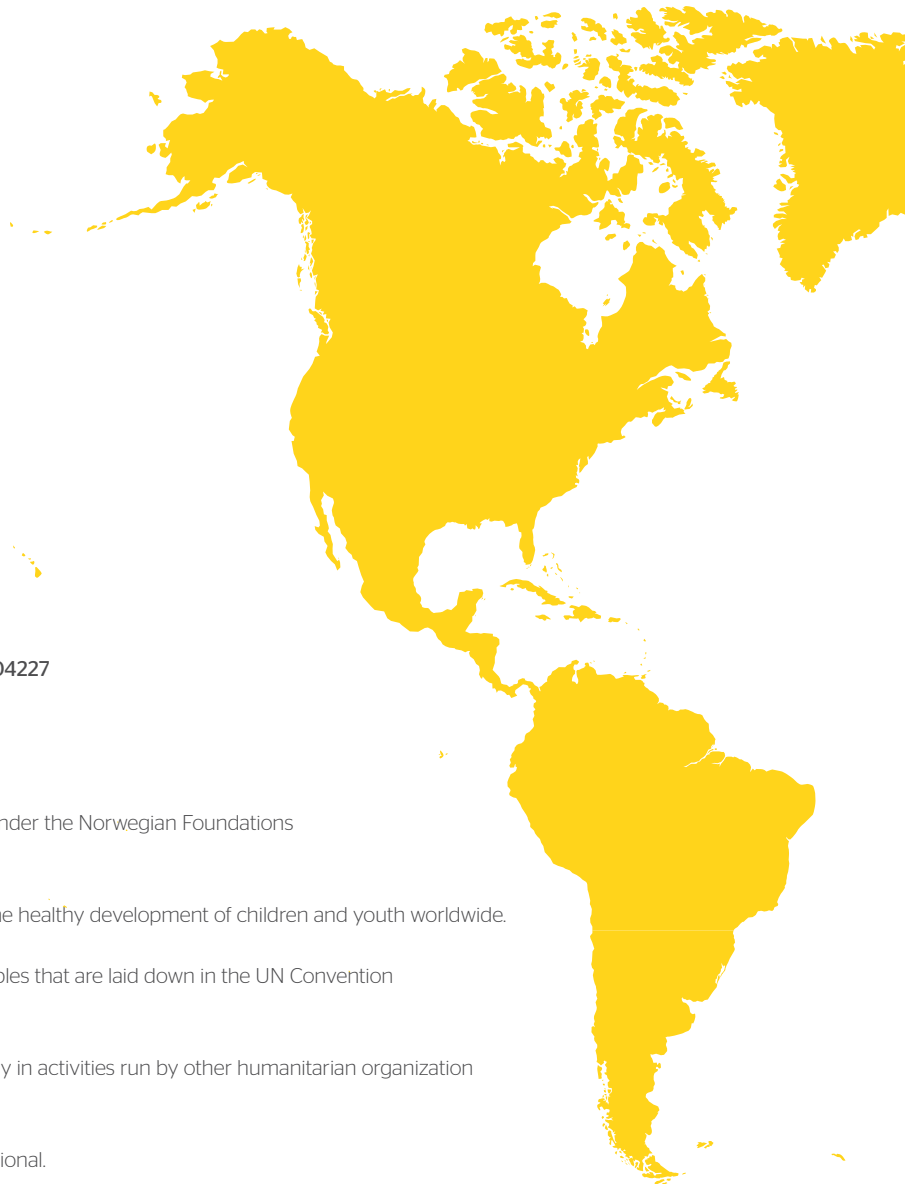 04227
nder the Norwegian Foundations
he healthy development of children and youth worldwide.
ples that are laid down in the UN Convention
y in activities run by other humanitarian organization
ional.